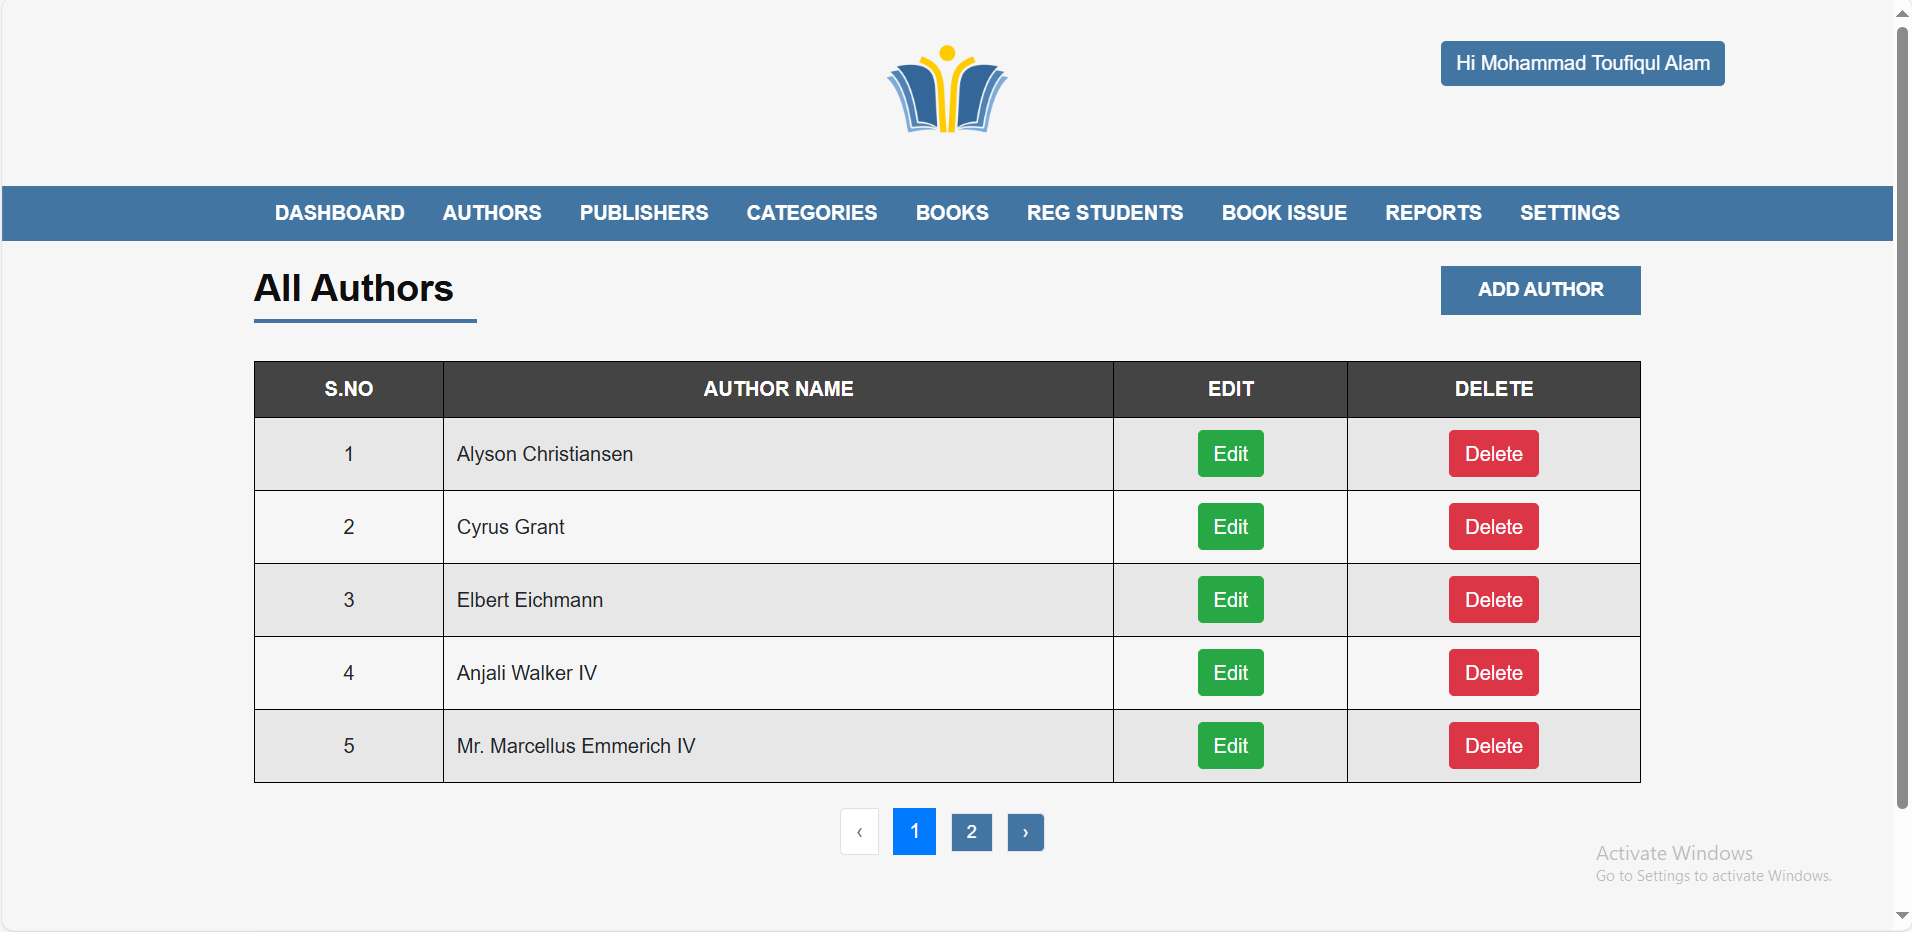 Hi Mohammad Toufiqul Alam
DASHBOARD AUTHORS PUBLISHERS CATEGORIES BOOKS REG STUDENTS BOOK ISSUE REPORTS SETTINGS
All Authors
ADD AUTHOR
S.NO AUTHOR NAME EDIT DELETE
1 Alyson Christiansen Edit Delete
2 Cyrus Grant Edit Delete
3 Elbert Eichmann Edit Delete
4 Anjali Walker IV Edit Delete
5 Mr. Marcellus Emmerich IV Edit Delete
‹ 1 2 ›
Activate Windows
Go to Settings to activate Windows.